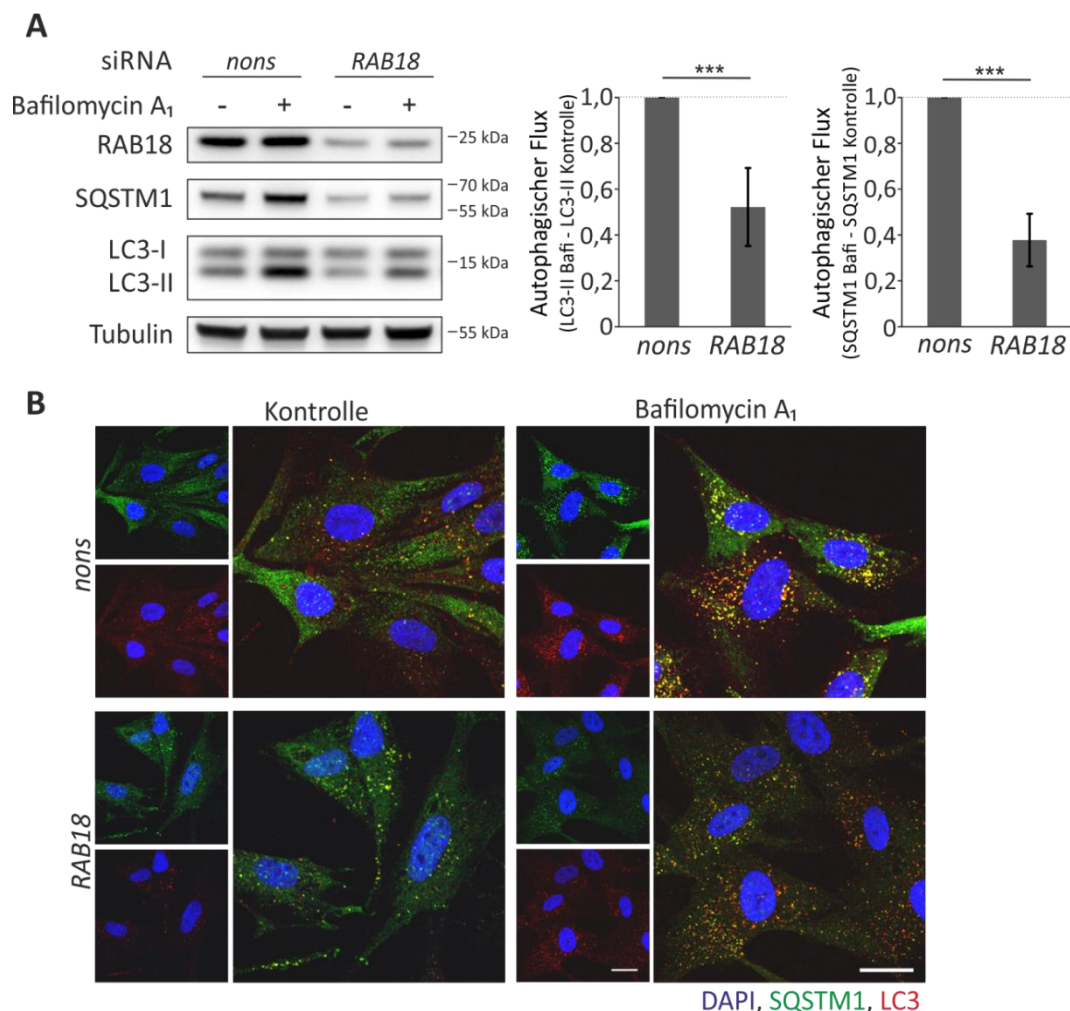 A
siRNA nons RAB18
Bafilomycin A₁ - + - +
RAB18 –25 kDa
SQSTM1 –70 kDa
–55 kDa
LC3-I
–15 kDa
LC3-II
Tubulin –55 kDa
Autophagischer Flux
(LC3-II Bafi - LC3-II Kontrolle)
***
1,0
0,8
0,6
0,4
0,2
0
nons RAB18
Autophagischer Flux
(SQSTM1 Bafi - SQSTM1 Kontrolle)
***
1,0
0,8
0,6
0,4
0,2
0
nons RAB18
B
Kontrolle Bafilomycin A₁
nons
RAB18
DAPI, SQSTM1, LC3